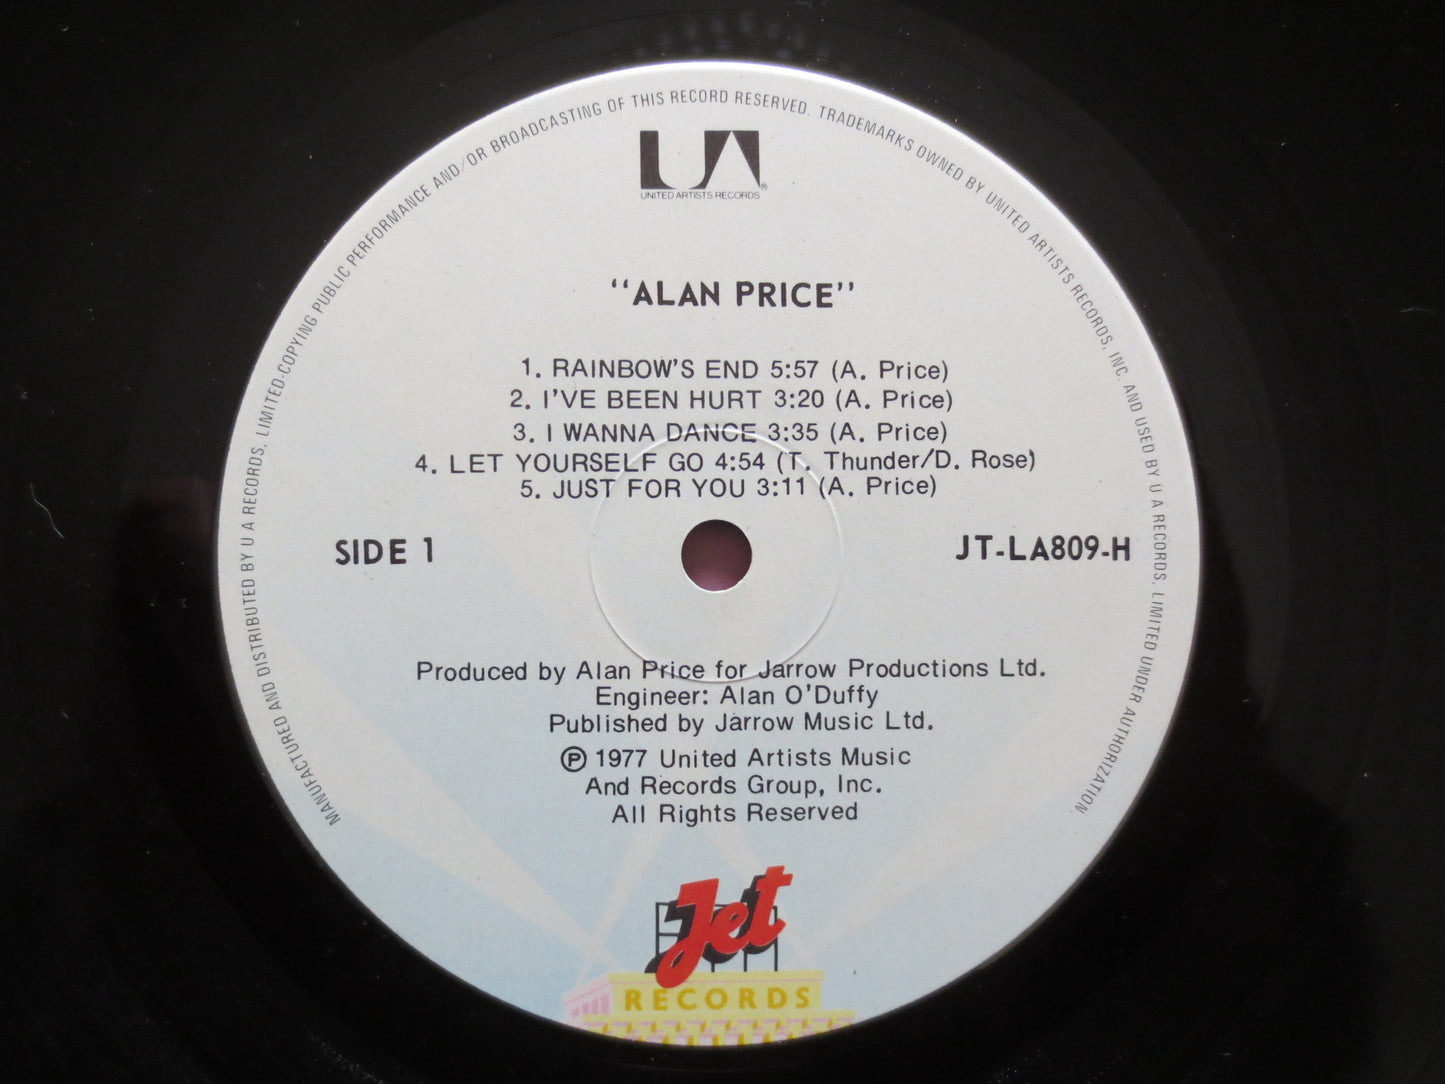 MANUFACTURED AND DISTRIBUTED BY U A RECORDS, LIMITED·COPYING PUBLIC PERFORMANCE AND/OR BROADCASTING OF THIS RECORD RESERVED. TRADEMARKS OWNED BY UNITED ARTISTS RECORDS, INC. AND USED BY U A RECORDS, LIMITED UNDER AUTHORIZATION.
UA
UNITED ARTISTS RECORDS®
"ALAN PRICE"
1. RAINBOW'S END 5:57 (A. Price)
2. I'VE BEEN HURT 3:20 (A. Price)
3. I WANNA DANCE 3:35 (A. Price)
4. LET YOURSELF GO 4:54 (T. Thunder/D. Rose)
5. JUST FOR YOU 3:11 (A. Price)
SIDE 1
JT-LA809-H
Produced by Alan Price for Jarrow Productions Ltd.
Engineer: Alan O'Duffy
Published by Jarrow Music Ltd.
℗ 1977 United Artists Music
And Records Group, Inc.
All Rights Reserved
Jet
RECORDS